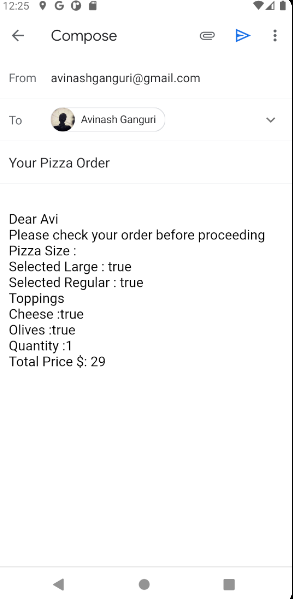 12:25
Compose
From avinashganguri@gmail.com
To Avinash Ganguri
Your Pizza Order
Dear Avi
Please check your order before proceeding
Pizza Size :
Selected Large : true
Selected Regular : true
Toppings
Cheese :true
Olives :true
Quantity :1
Total Price $: 29